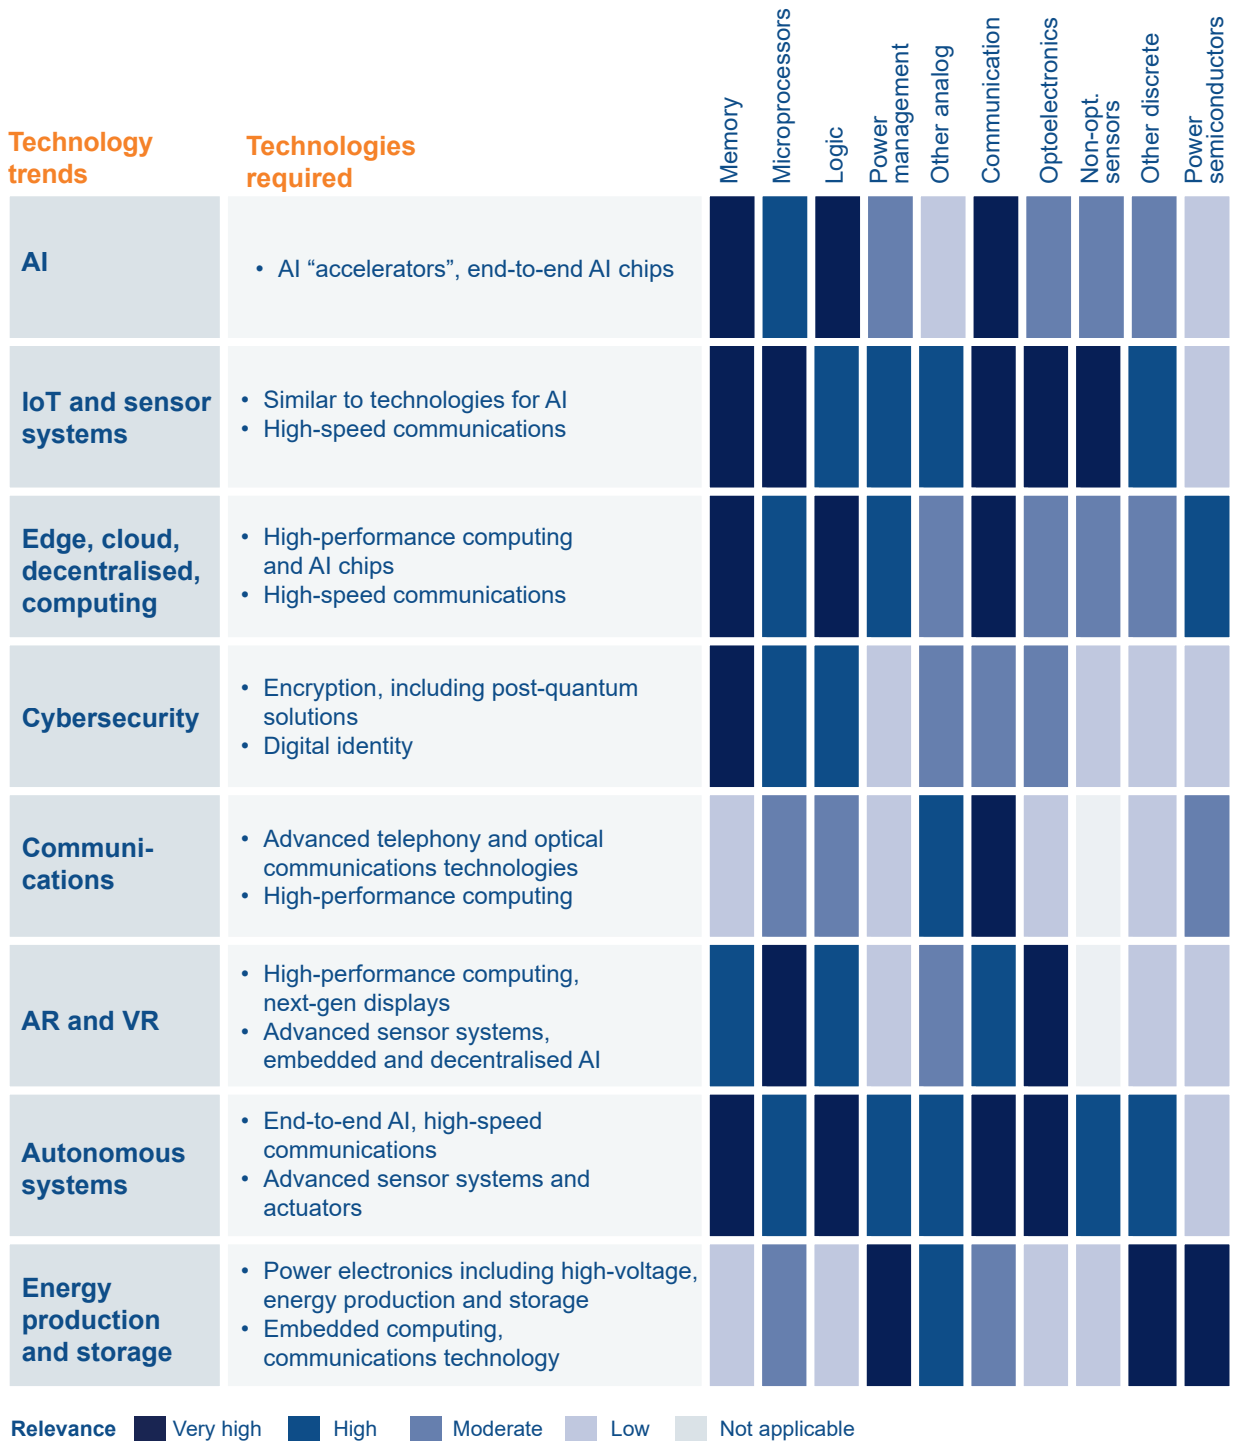 Technology
trends
Technologies
required
Memory
Microprocessors
Logic
Power
management
Other analog
Communication
Optoelectronics
Non-opt.
sensors
Other discrete
Power
semiconductors
AI
• AI “accelerators”, end-to-end AI chips
IoT and sensor
systems
• Similar to technologies for AI
• High-speed communications
Edge, cloud,
decentralised,
computing
• High-performance computing
and AI chips
• High-speed communications
Cybersecurity
• Encryption, including post-quantum
solutions
• Digital identity
Communi-
cations
• Advanced telephony and optical
communications technologies
• High-performance computing
AR and VR
• High-performance computing,
next-gen displays
• Advanced sensor systems,
embedded and decentralised AI
Autonomous
systems
• End-to-end AI, high-speed
communications
• Advanced sensor systems and
actuators
Energy
production
and storage
• Power electronics including high-voltage,
energy production and storage
• Embedded computing,
communications technology
Relevance Very high High Moderate Low Not applicable